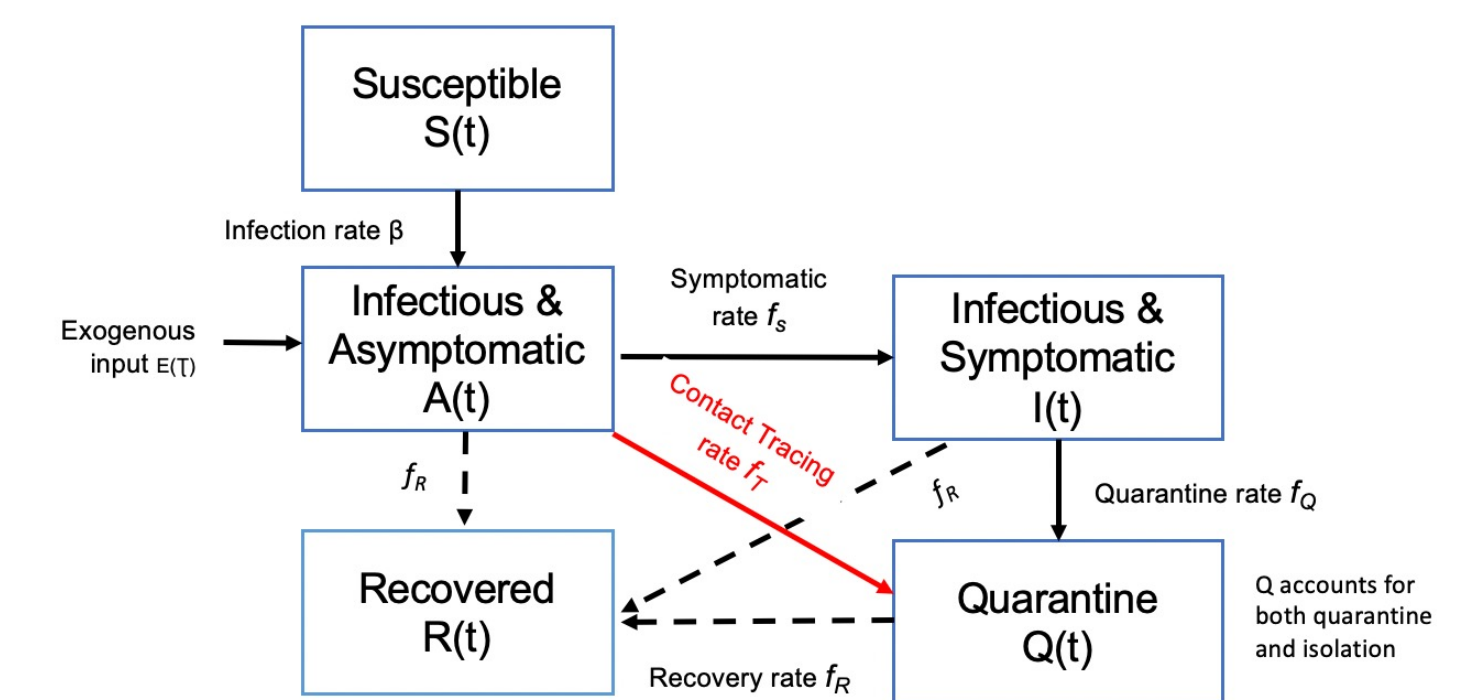 Susceptible
S(t)
Infection rate β
Exogenous
input E(T)
Infectious &
Asymptomatic
A(t)
Symptomatic
rate fs
Infectious &
Symptomatic
I(t)
Contact Tracing
rate fT
fR
fR
Quarantine rate fQ
Recovered
R(t)
Recovery rate fR
Quarantine
Q(t)
Q accounts for
both quarantine
and isolation